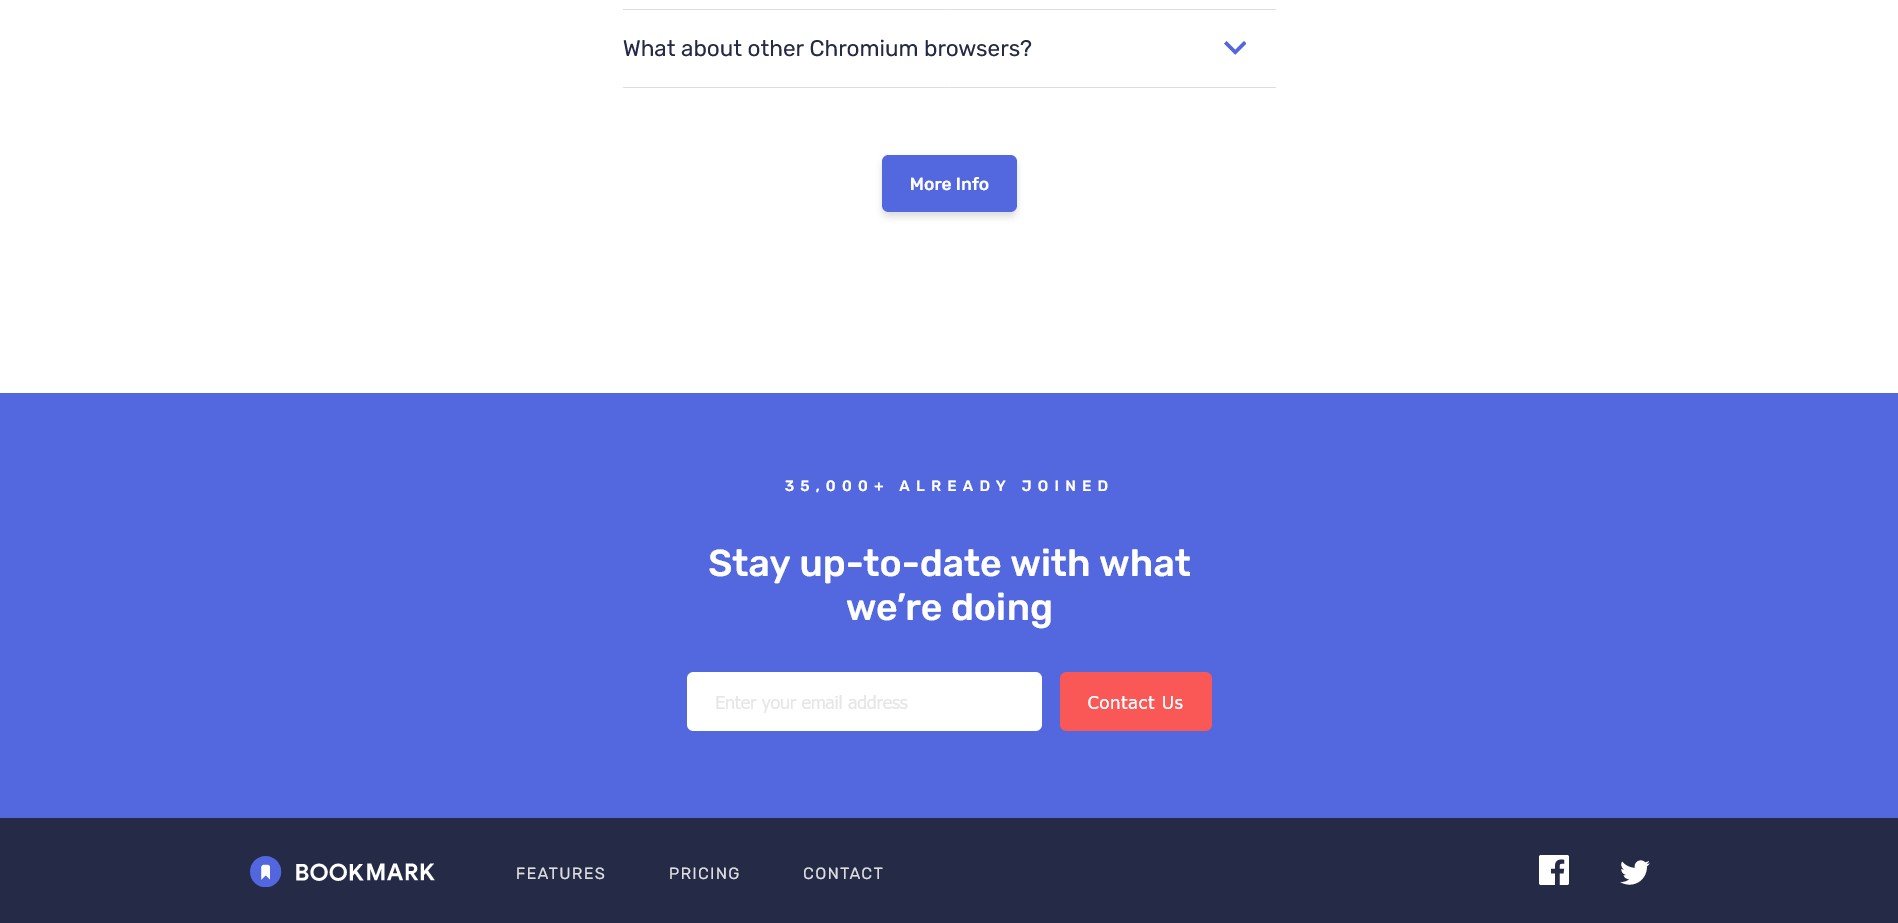 What about other Chromium browsers?
More Info
35,000+ ALREADY JOINED
Stay up-to-date with what
we’re doing
Enter your email address
Contact Us
BOOKMARK
FEATURES
PRICING
CONTACT